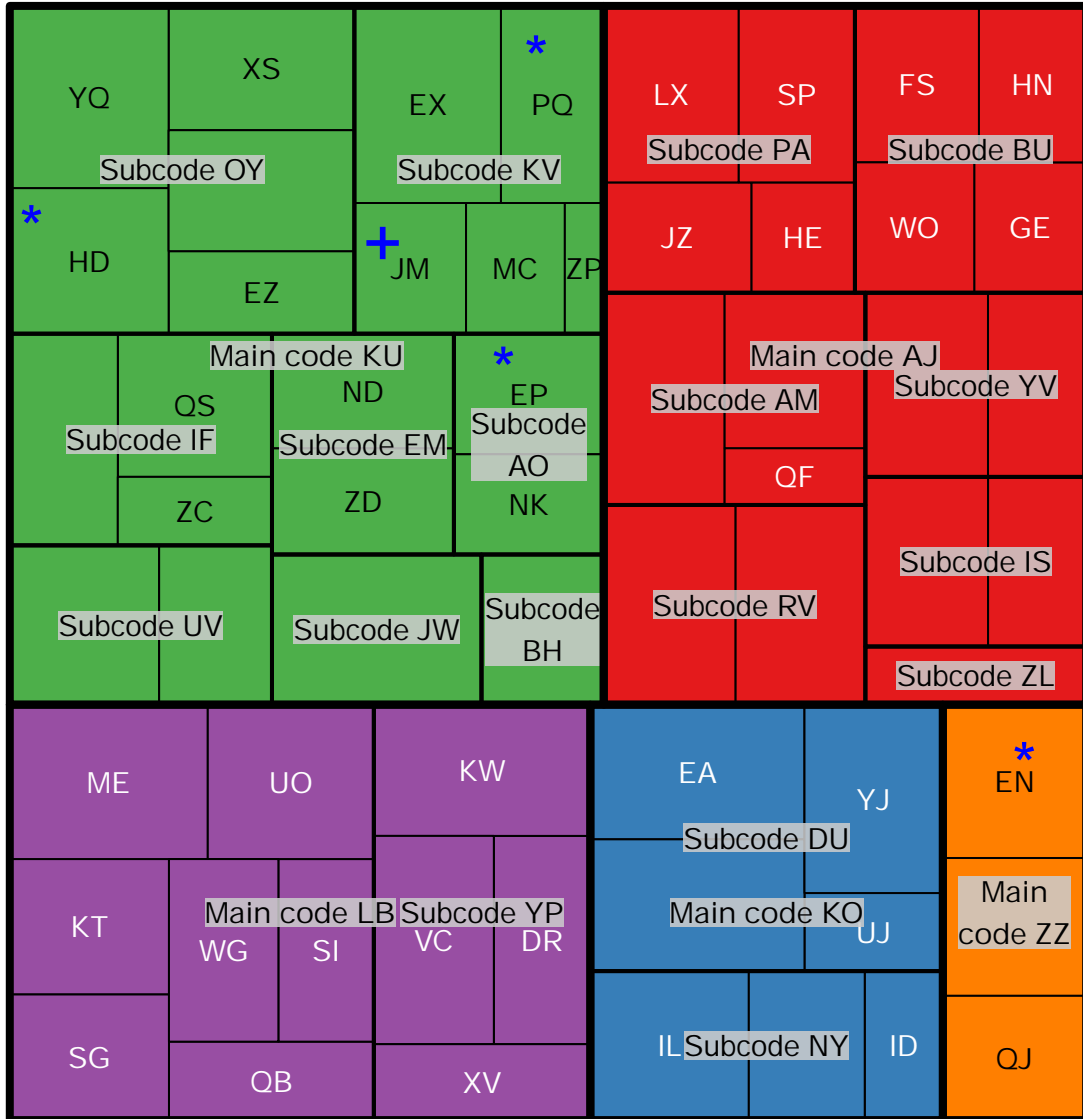 XS
*
YQ
EX
PQ
LX
SP
FS
HN
Subcode OY
Subcode KV
Subcode PA
Subcode BU
*
+
HD
JM
MC
ZP
JZ
HE
WO
GE
EZ
Main code KU
*
Main code AJ
ND
EP
QS
Subcode AM
Subcode YV
Subcode IF
Subcode EM
Subcode
AO
QF
ZC
ZD
NK
Subcode IS
Subcode UV
Subcode JW
Subcode
BH
Subcode RV
Subcode ZL
ME
UO
KW
EA
YJ
*
EN
Subcode DU
KT
Main code LB
Subcode YP
Main code KO
Main
code ZZ
WG
SI
VC
DR
UJ
SG
QB
XV
IL
Subcode NY
ID
QJ